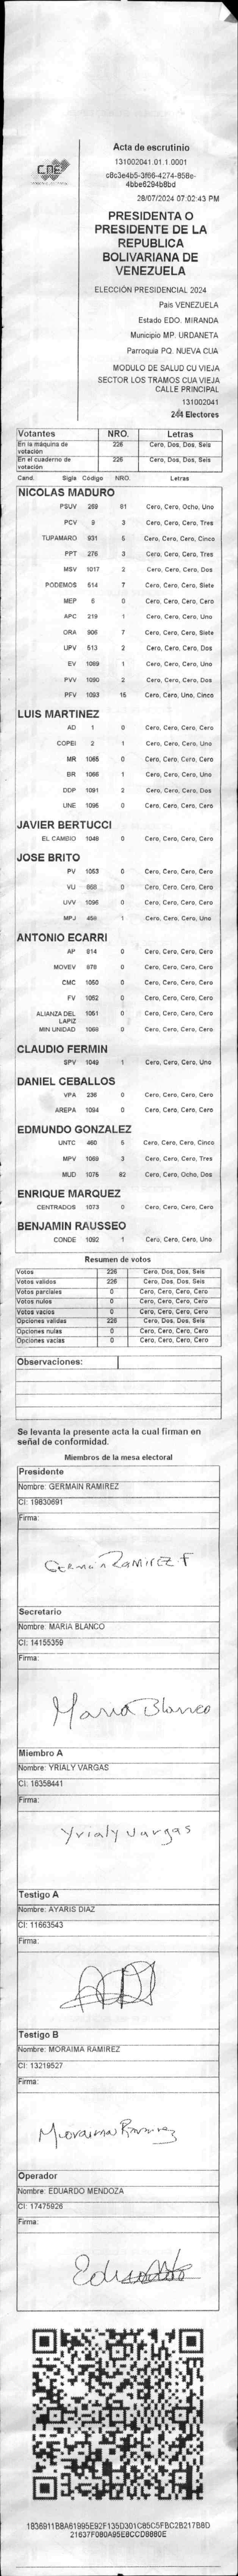 CNE
Acta de escrutinio
131002041.01.1.0001
c8c3e4b5-3f66-4274-858e-
4bbe6294b8bd
28/07/2024 07:02:43 PM
PRESIDENTA O
PRESIDENTE DE LA
REPUBLICA
BOLIVARIANA DE
VENEZUELA
ELECCIÓN PRESIDENCIAL 2024
Pais VENEZUELA
Estado EDO. MIRANDA
Municipio MP. URDANETA
Parroquia PQ. NUEVA CUA
MODULO DE SALUD CU VIEJA
SECTOR LOS TRAMOS CUA VIEJA
CALLE PRINCIPAL
131002041
244 Electores
Votantes NRO. Letras
En la máquina de votación 226 Cero, Dos, Dos, Seis
En el cuaderno de votación 226 Cero, Dos, Dos, Seis
Cand. Sigla Código NRO. Letras
NICOLAS MADURO
PSUV 269 81 Cero, Cero, Ocho, Uno
PCV 9 3 Cero, Cero, Cero, Tres
TUPAMARO 931 5 Cero, Cero, Cero, Cinco
PPT 276 3 Cero, Cero, Cero, Tres
MSV 1017 2 Cero, Cero, Cero, Dos
PODEMOS 514 7 Cero, Cero, Cero, Siete
MEP 6 0 Cero, Cero, Cero, Cero
APC 219 1 Cero, Cero, Cero, Uno
ORA 906 7 Cero, Cero, Cero, Siete
UPV 513 2 Cero, Cero, Cero, Dos
EV 1089 1 Cero, Cero, Cero, Uno
PVV 1090 2 Cero, Cero, Cero, Dos
PFV 1093 15 Cero, Cero, Uno, Cinco
LUIS MARTINEZ
AD 1 0 Cero, Cero, Cero, Cero
COPEI 2 1 Cero, Cero, Cero, Uno
MR 1065 0 Cero, Cero, Cero, Cero
BR 1066 1 Cero, Cero, Cero, Uno
DDP 1091 2 Cero, Cero, Cero, Dos
UNE 1095 0 Cero, Cero, Cero, Cero
JAVIER BERTUCCI
EL CAMBIO 1048 0 Cero, Cero, Cero, Cero
JOSE BRITO
PV 1053 0 Cero, Cero, Cero, Cero
VU 868 0 Cero, Cero, Cero, Cero
UVV 1096 0 Cero, Cero, Cero, Cero
MPJ 458 1 Cero, Cero, Cero, Uno
ANTONIO ECARRI
AP 814 0 Cero, Cero, Cero, Cero
MOVEV 878 0 Cero, Cero, Cero, Cero
CMC 1050 0 Cero, Cero, Cero, Cero
FV 1052 0 Cero, Cero, Cero, Cero
ALIANZA DEL LAPIZ 1051 0 Cero, Cero, Cero, Cero
MIN UNIDAD 1088 0 Cero, Cero, Cero, Cero
CLAUDIO FERMIN
SPV 1049 1 Cero, Cero, Cero, Uno
DANIEL CEBALLOS
VPA 236 0 Cero, Cero, Cero, Cero
AREPA 1094 0 Cero, Cero, Cero, Cero
EDMUNDO GONZALEZ
UNTC 460 5 Cero, Cero, Cero, Cinco
MPV 1069 3 Cero, Cero, Cero, Tres
MUD 1075 82 Cero, Cero, Ocho, Dos
ENRIQUE MARQUEZ
CENTRADOS 1073 0 Cero, Cero, Cero, Cero
BENJAMIN RAUSSEO
CONDE 1092 1 Cero, Cero, Cero, Uno
Resumen de votos
Votos 226 Cero, Dos, Dos, Seis
Votos validos 226 Cero, Dos, Dos, Seis
Votos parciales 0 Cero, Cero, Cero, Cero
Votos nulos 0 Cero, Cero, Cero, Cero
Votos vacios 0 Cero, Cero, Cero, Cero
Opciones validas 226 Cero, Dos, Dos, Seis
Opciones nulas 0 Cero, Cero, Cero, Cero
Opciones vacias 0 Cero, Cero, Cero, Cero
Observaciones:
Se levanta la presente acta la cual firman en
señal de conformidad.
Miembros de la mesa electoral
Presidente
Nombre: GERMAIN RAMIREZ
CI: 19830691
Firma:
German RAMIREZ F
Secretario
Nombre: MARIA BLANCO
CI: 14155359
Firma:
Maria Blanco
Miembro A
Nombre: YRIALY VARGAS
CI: 16358441
Firma:
Yrialy Vargas
Testigo A
Nombre: AYARIS DIAZ
CI: 11663543
Firma:
Testigo B
Nombre: MORAIMA RAMIREZ
CI: 13219527
Firma:
Moraima Ramirez
Operador
Nombre: EDUARDO MENDOZA
CI: 17475926
Firma:
1836911B8A61995E92F135D301C85C5FBC2B217B8D
21637F080A95E8CCD8880E